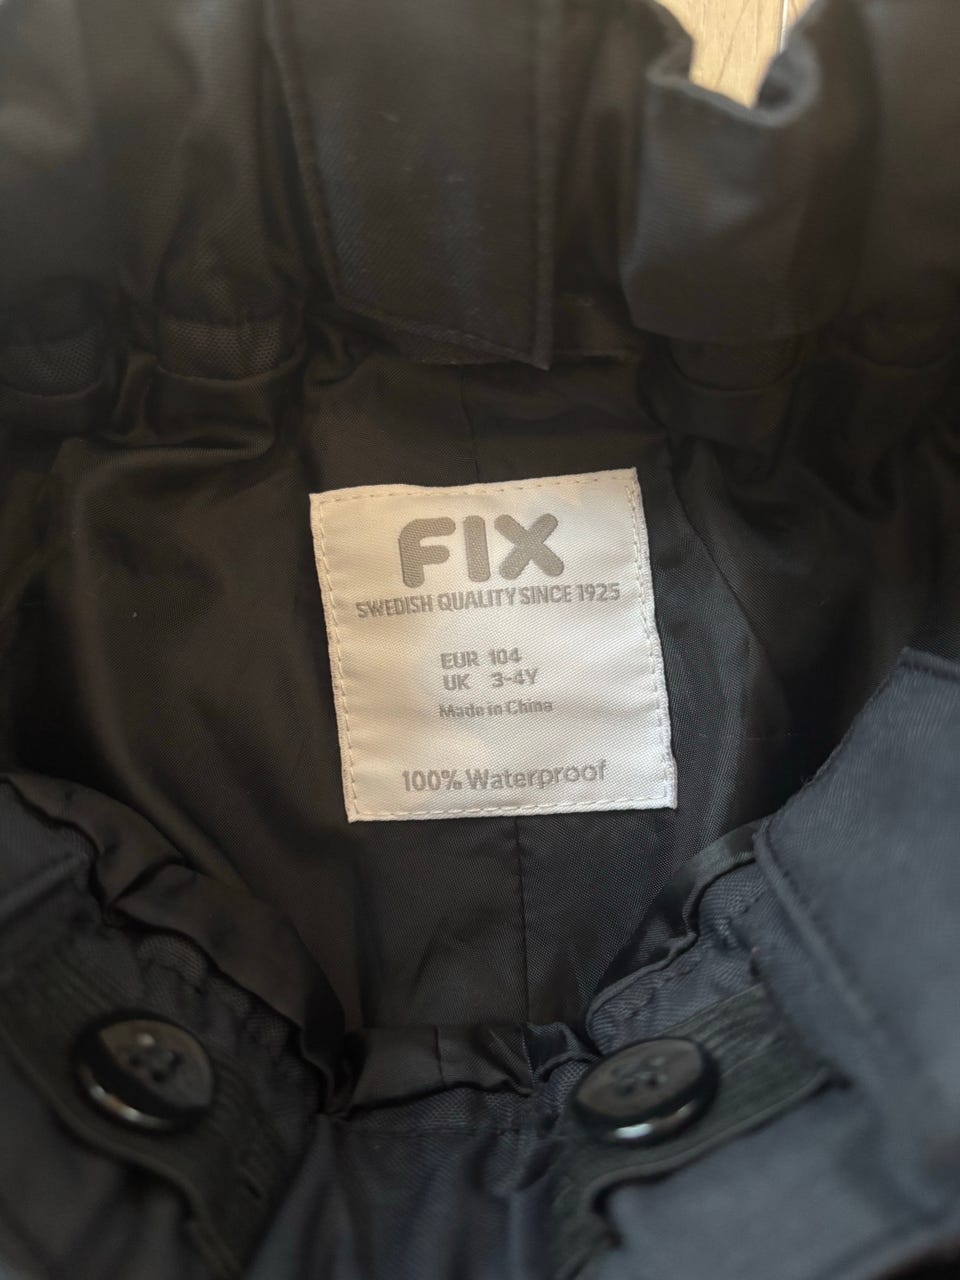 FIX
SWEDISH QUALITY SINCE 1925
EUR 104
UK 3-4Y
Made in China
100% Waterproof